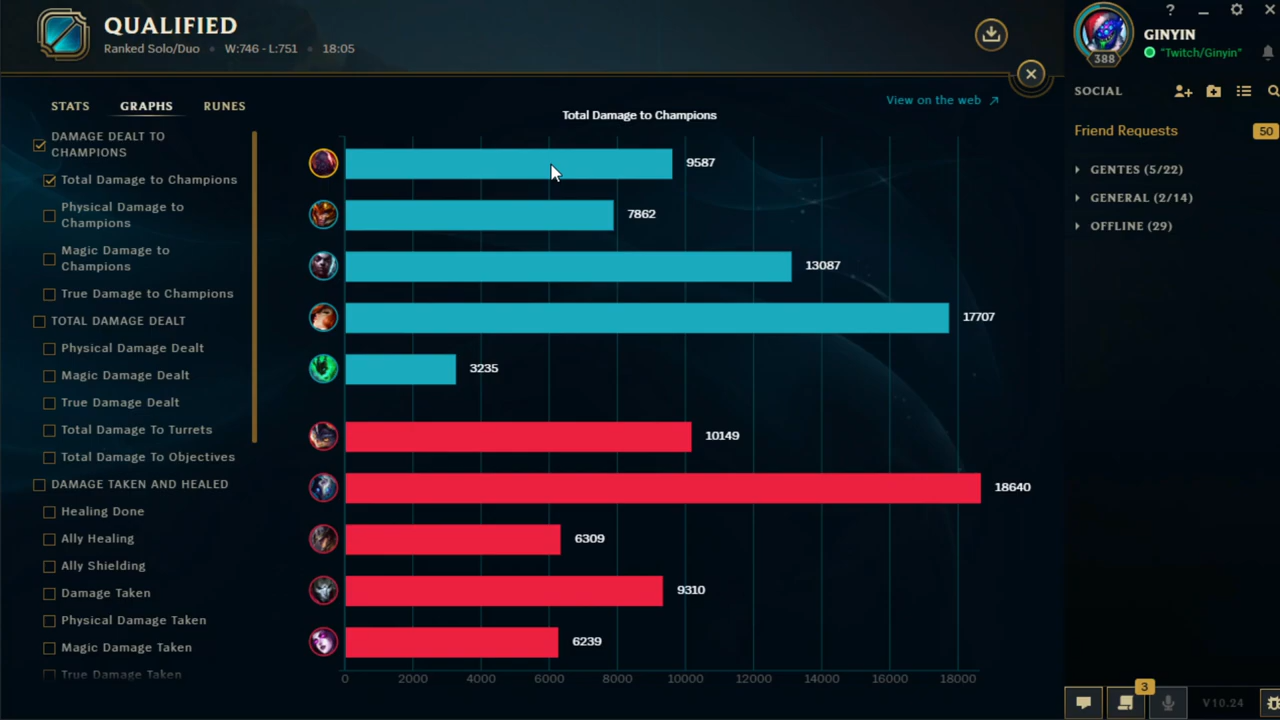 QUALIFIED
Ranked Solo/Duo • W:746 - L:751 • 18:05
?
GINYIN
"Twitch/Ginyin"
388
STATS
GRAPHS
RUNES
View on the web
SOCIAL
Friend Requests
50
GENTES (5/22)
GENERAL (2/14)
OFFLINE (29)
DAMAGE DEALT TO
CHAMPIONS
Total Damage to Champions
Physical Damage to
Champions
Magic Damage to
Champions
True Damage to Champions
TOTAL DAMAGE DEALT
Physical Damage Dealt
Magic Damage Dealt
True Damage Dealt
Total Damage To Turrets
Total Damage To Objectives
DAMAGE TAKEN AND HEALED
Healing Done
Ally Healing
Ally Shielding
Damage Taken
Physical Damage Taken
Magic Damage Taken
True Damage Taken
Total Damage to Champions
9587
7862
13087
17707
3235
10149
18640
6309
9310
6239
0 2000 4000 6000 8000 10000 12000 14000 16000 18000
3
V10.24